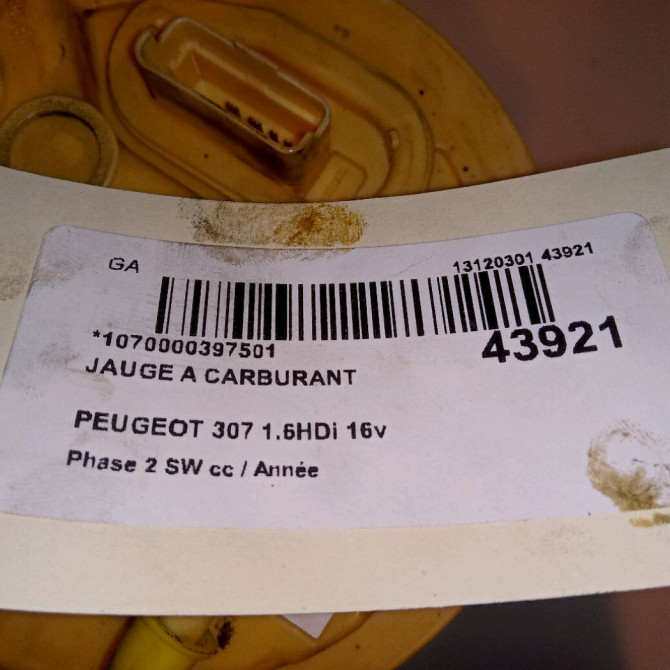 GA
13120301 43921
*1070000397501
43921
JAUGE A CARBURANT
PEUGEOT 307 1.6HDi 16v
Phase 2 SW cc / Année